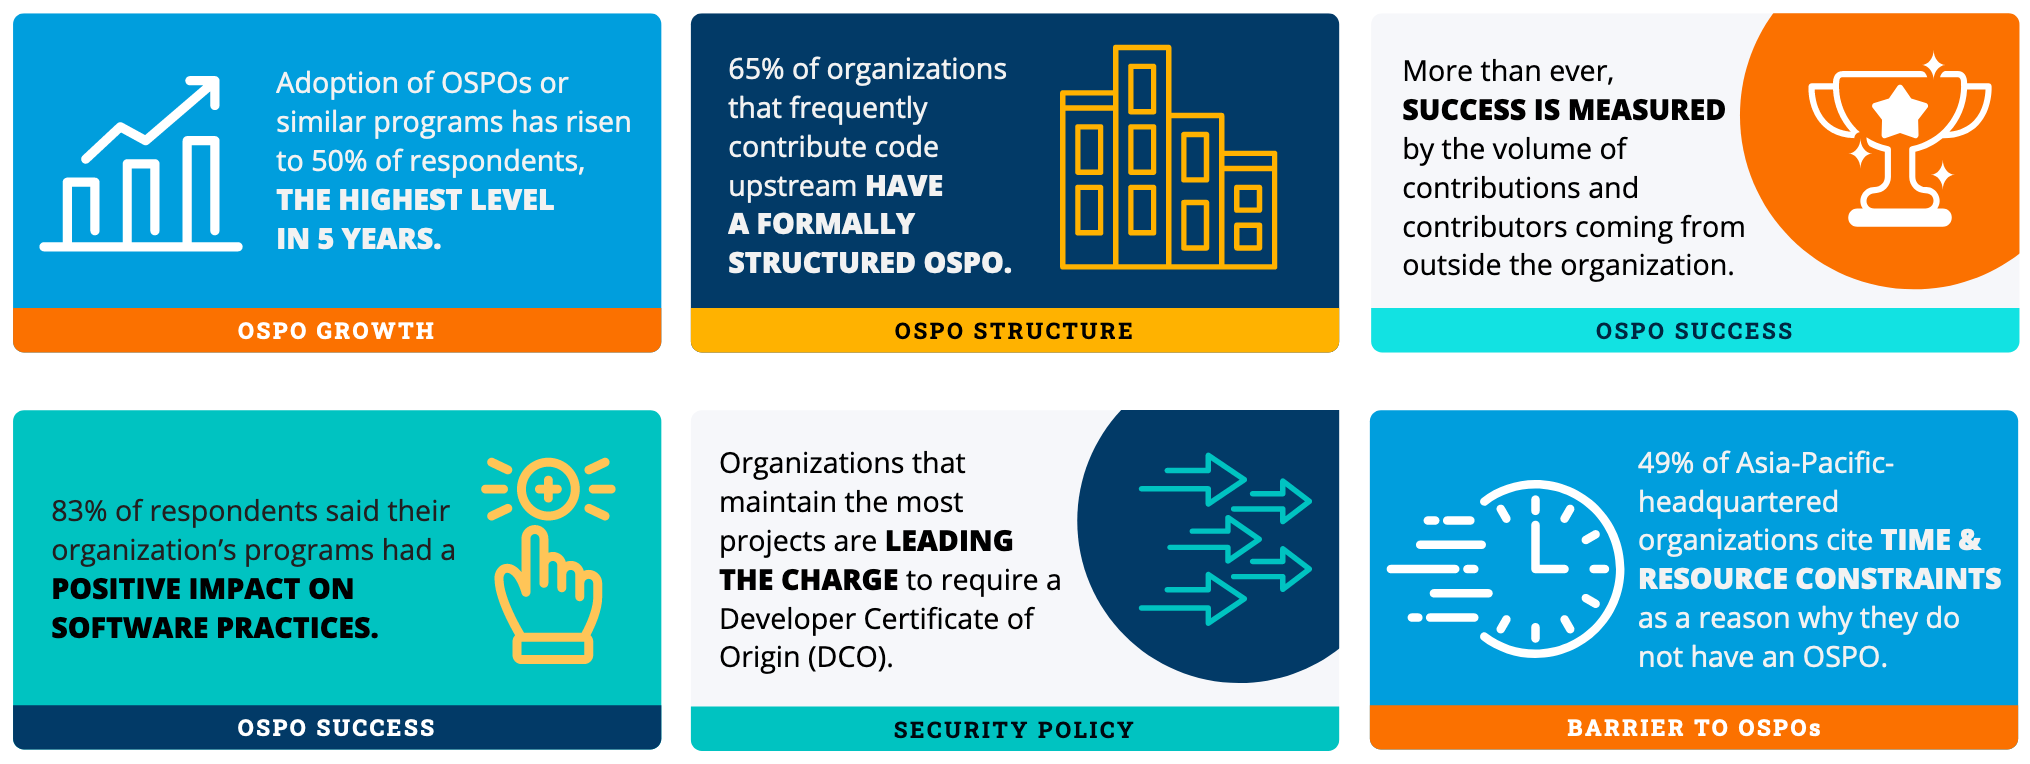 Adoption of OSPOs or
similar programs has risen
to 50% of respondents,
THE HIGHEST LEVEL
IN 5 YEARS.
OSPO GROWTH
65% of organizations
that frequently
contribute code
upstream HAVE
A FORMALLY
STRUCTURED OSPO.
OSPO STRUCTURE
More than ever,
SUCCESS IS MEASURED
by the volume of
contributions and
contributors coming from
outside the organization.
OSPO SUCCESS
83% of respondents said their
organization’s programs had a
POSITIVE IMPACT ON
SOFTWARE PRACTICES.
OSPO SUCCESS
Organizations that
maintain the most
projects are LEADING
THE CHARGE to require a
Developer Certificate of
Origin (DCO).
SECURITY POLICY
49% of Asia-Pacific-
headquartered
organizations cite TIME &
RESOURCE CONSTRAINTS
as a reason why they do
not have an OSPO.
BARRIER TO OSPOs